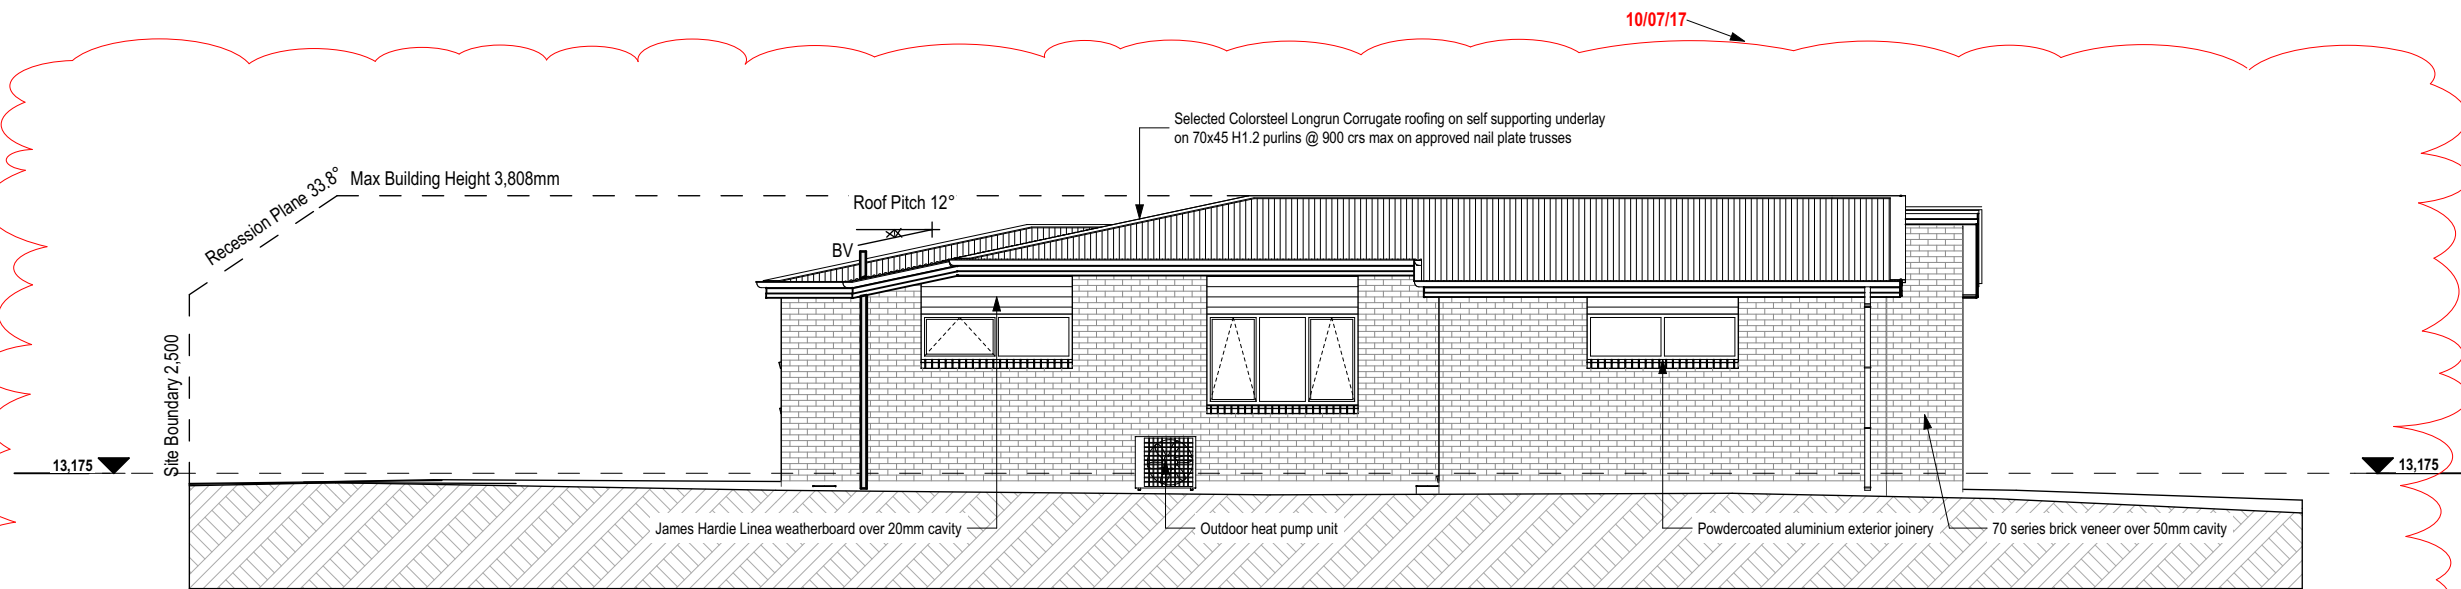 10/07/17
Selected Colorsteel Longrun Corrugate roofing on self supporting underlay
on 70x45 H1.2 purlins @ 900 crs max on approved nail plate trusses
Recession Plane 33.8°
Max Building Height 3,808mm
Roof Pitch 12°
BV
Site Boundary 2,500
13,175
13,175
James Hardie Linea weatherboard over 20mm cavity
Outdoor heat pump unit
Powdercoated aluminium exterior joinery
70 series brick veneer over 50mm cavity